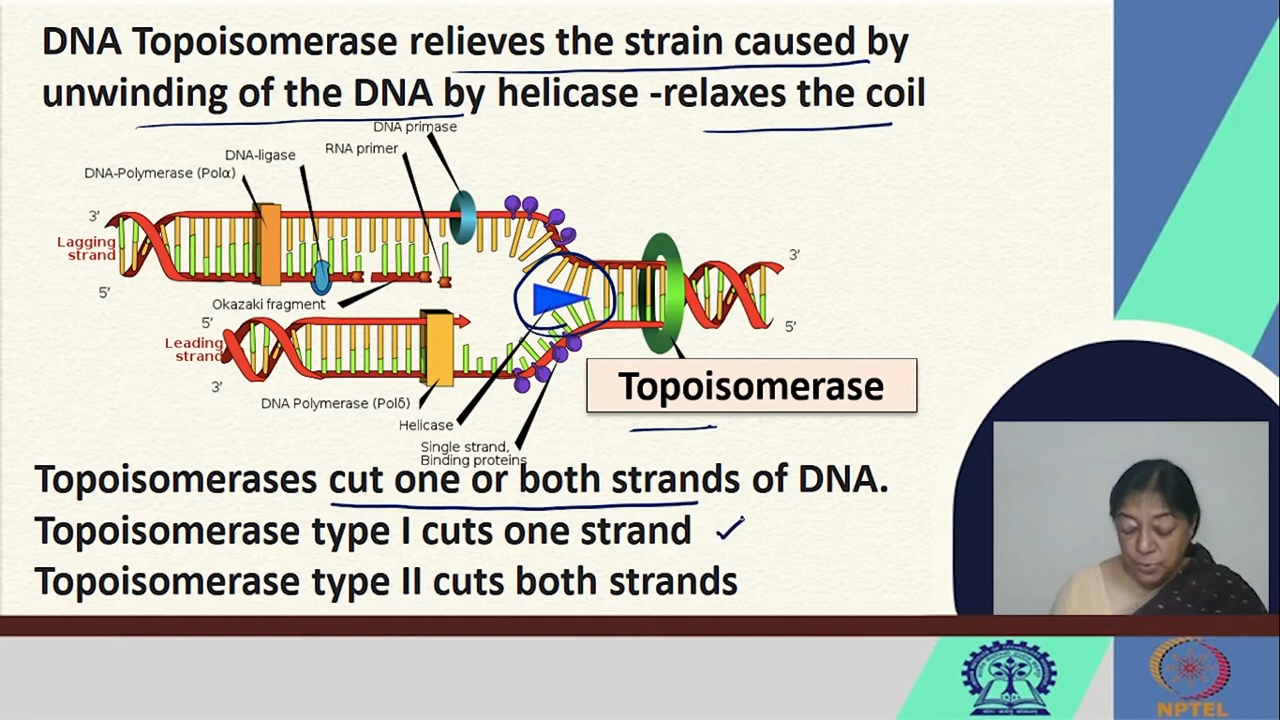 DNA Topoisomerase relieves the strain caused by
unwinding of the DNA by helicase -relaxes the coil
DNA primase
RNA primer
DNA-ligase
DNA-Polymerase (Polα)
3'
Lagging
strand
5'
3'
5'
Okazaki fragment
5'
Leading
strand
3'
Topoisomerase
DNA Polymerase (Polδ)
Helicase
Single strand,
Binding proteins
Topoisomerases cut one or both strands of DNA.
Topoisomerase type I cuts one strand
Topoisomerase type II cuts both strands
NPTEL